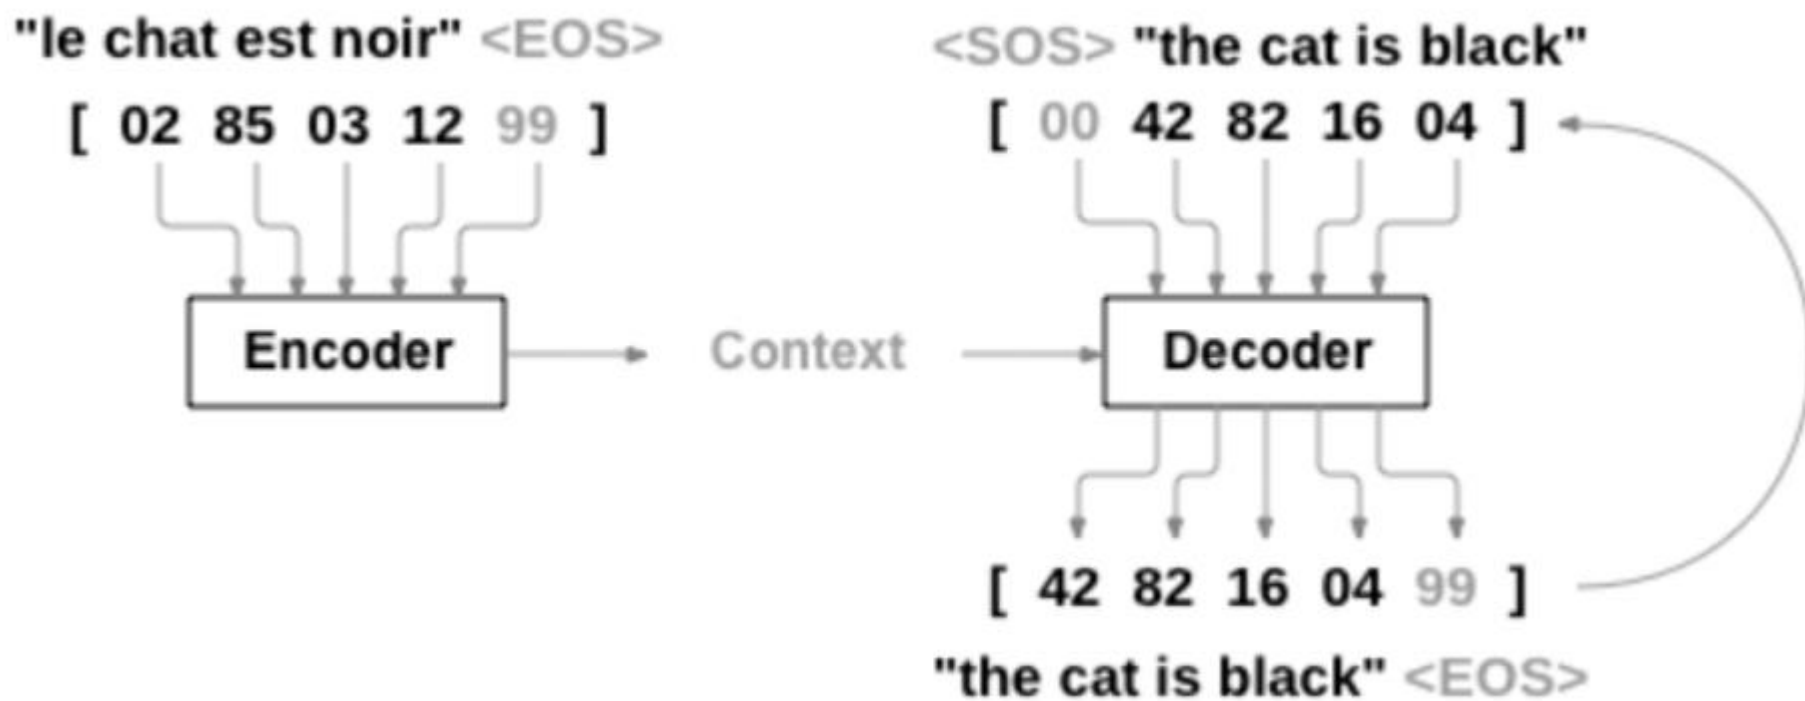 "le chat est noir" <EOS>
[ 02 85 03 12 99 ]
Encoder
Context
<SOS> "the cat is black"
[ 00 42 82 16 04 ]
Decoder
[ 42 82 16 04 99 ]
"the cat is black" <EOS>